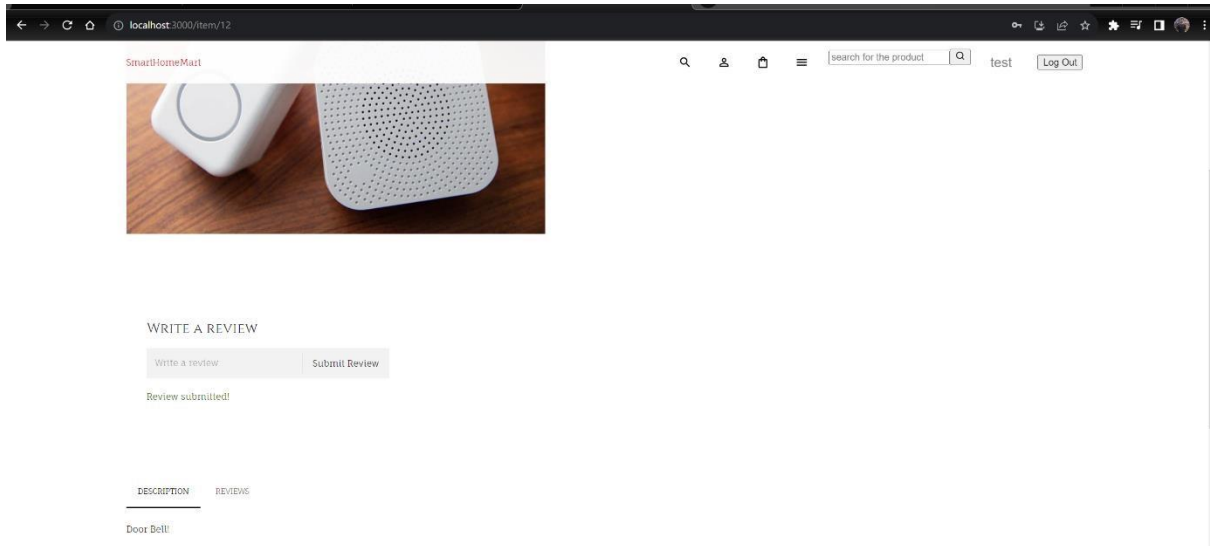 localhost:3000/item/12
SmartHomeMart
search for the product
test
Log Out
WRITE A REVIEW
Write a review
Submit Review
Review submitted!
DESCRIPTION
REVIEWS
Door Bell!